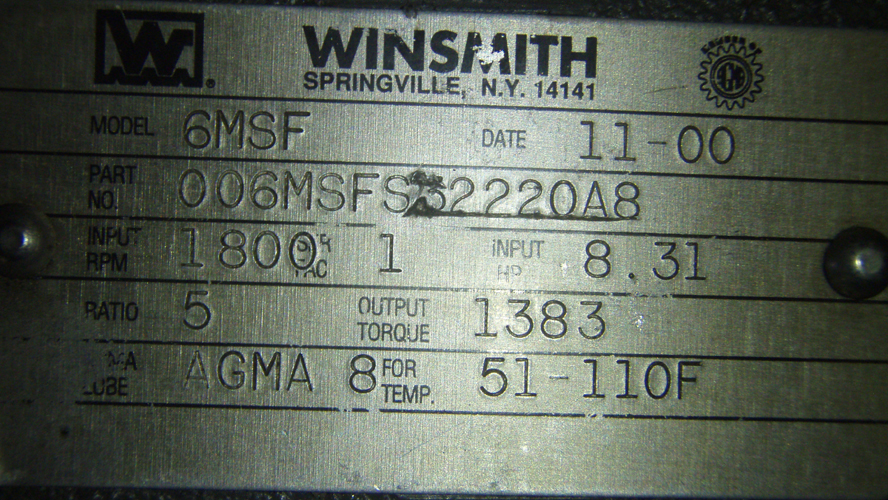 W
WINSMITH
SPRINGVILLE, N.Y. 14141
MODEL 6MSF DATE 11-00
PART NO.
INPUT RPM 1800 1 INPUT HP 8.31
RATIO 5 OUTPUT TORQUE 1383
LUBE AGMA 8 FOR TEMP. 51-110F